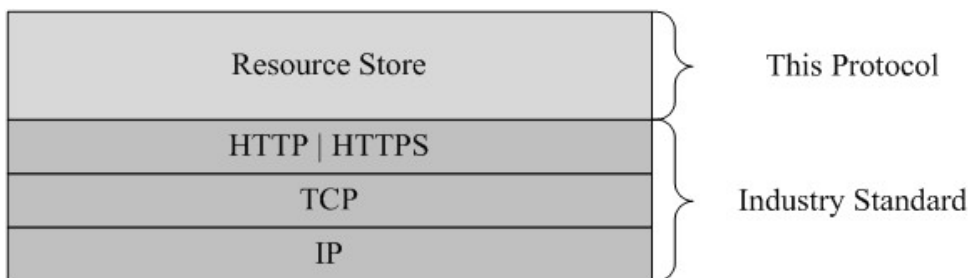 Resource Store
This Protocol
HTTP | HTTPS
TCP
Industry Standard
IP